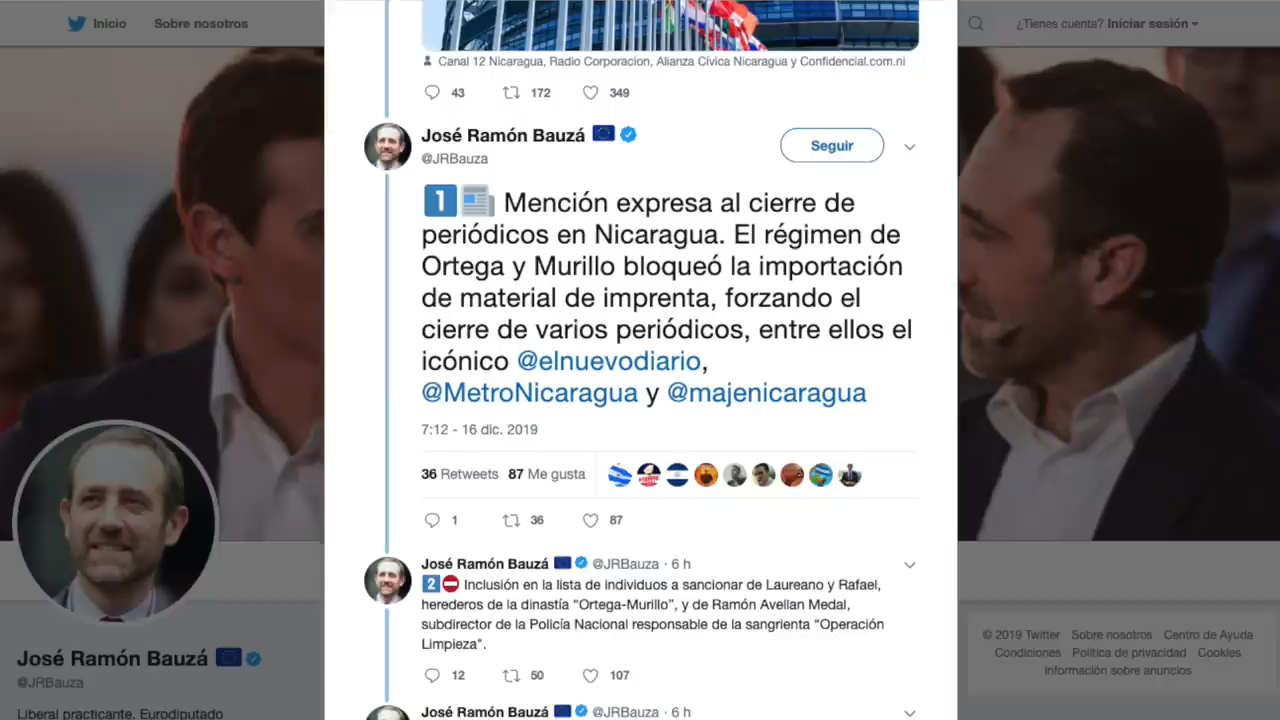 Inicio
Sobre nosotros
¿Tienes cuenta? Iniciar sesión
Canal 12 Nicaragua, Radio Corporacion, Alianza Cívica Nicaragua y Confidencial.com.ni
43 172 349
José Ramón Bauzá
@JRBauza
Seguir
1 Mención expresa al cierre de
periódicos en Nicaragua. El régimen de
Ortega y Murillo bloqueó la importación
de material de imprenta, forzando el
cierre de varios periódicos, entre ellos el
icónico @elnuevodiario,
@MetroNicaragua y @majenicaragua
7:12 - 16 dic. 2019
36 Retweets 87 Me gusta
1 36 87
José Ramón Bauzá @JRBauza · 6 h
2 Inclusión en la lista de individuos a sancionar de Laureano y Rafael,
herederos de la dinastía “Ortega-Murillo”, y de Ramón Avellan Medal,
subdirector de la Policía Nacional responsable de la sangrienta “Operación
Limpieza".
12 50 107
José Ramón Bauzá @JRBauza · 6 h
José Ramón Bauzá
@JRBauza
Liberal practicante. Eurodiputado
© 2019 Twitter Sobre nosotros Centro de Ayuda
Condiciones Política de privacidad Cookies
Información sobre anuncios